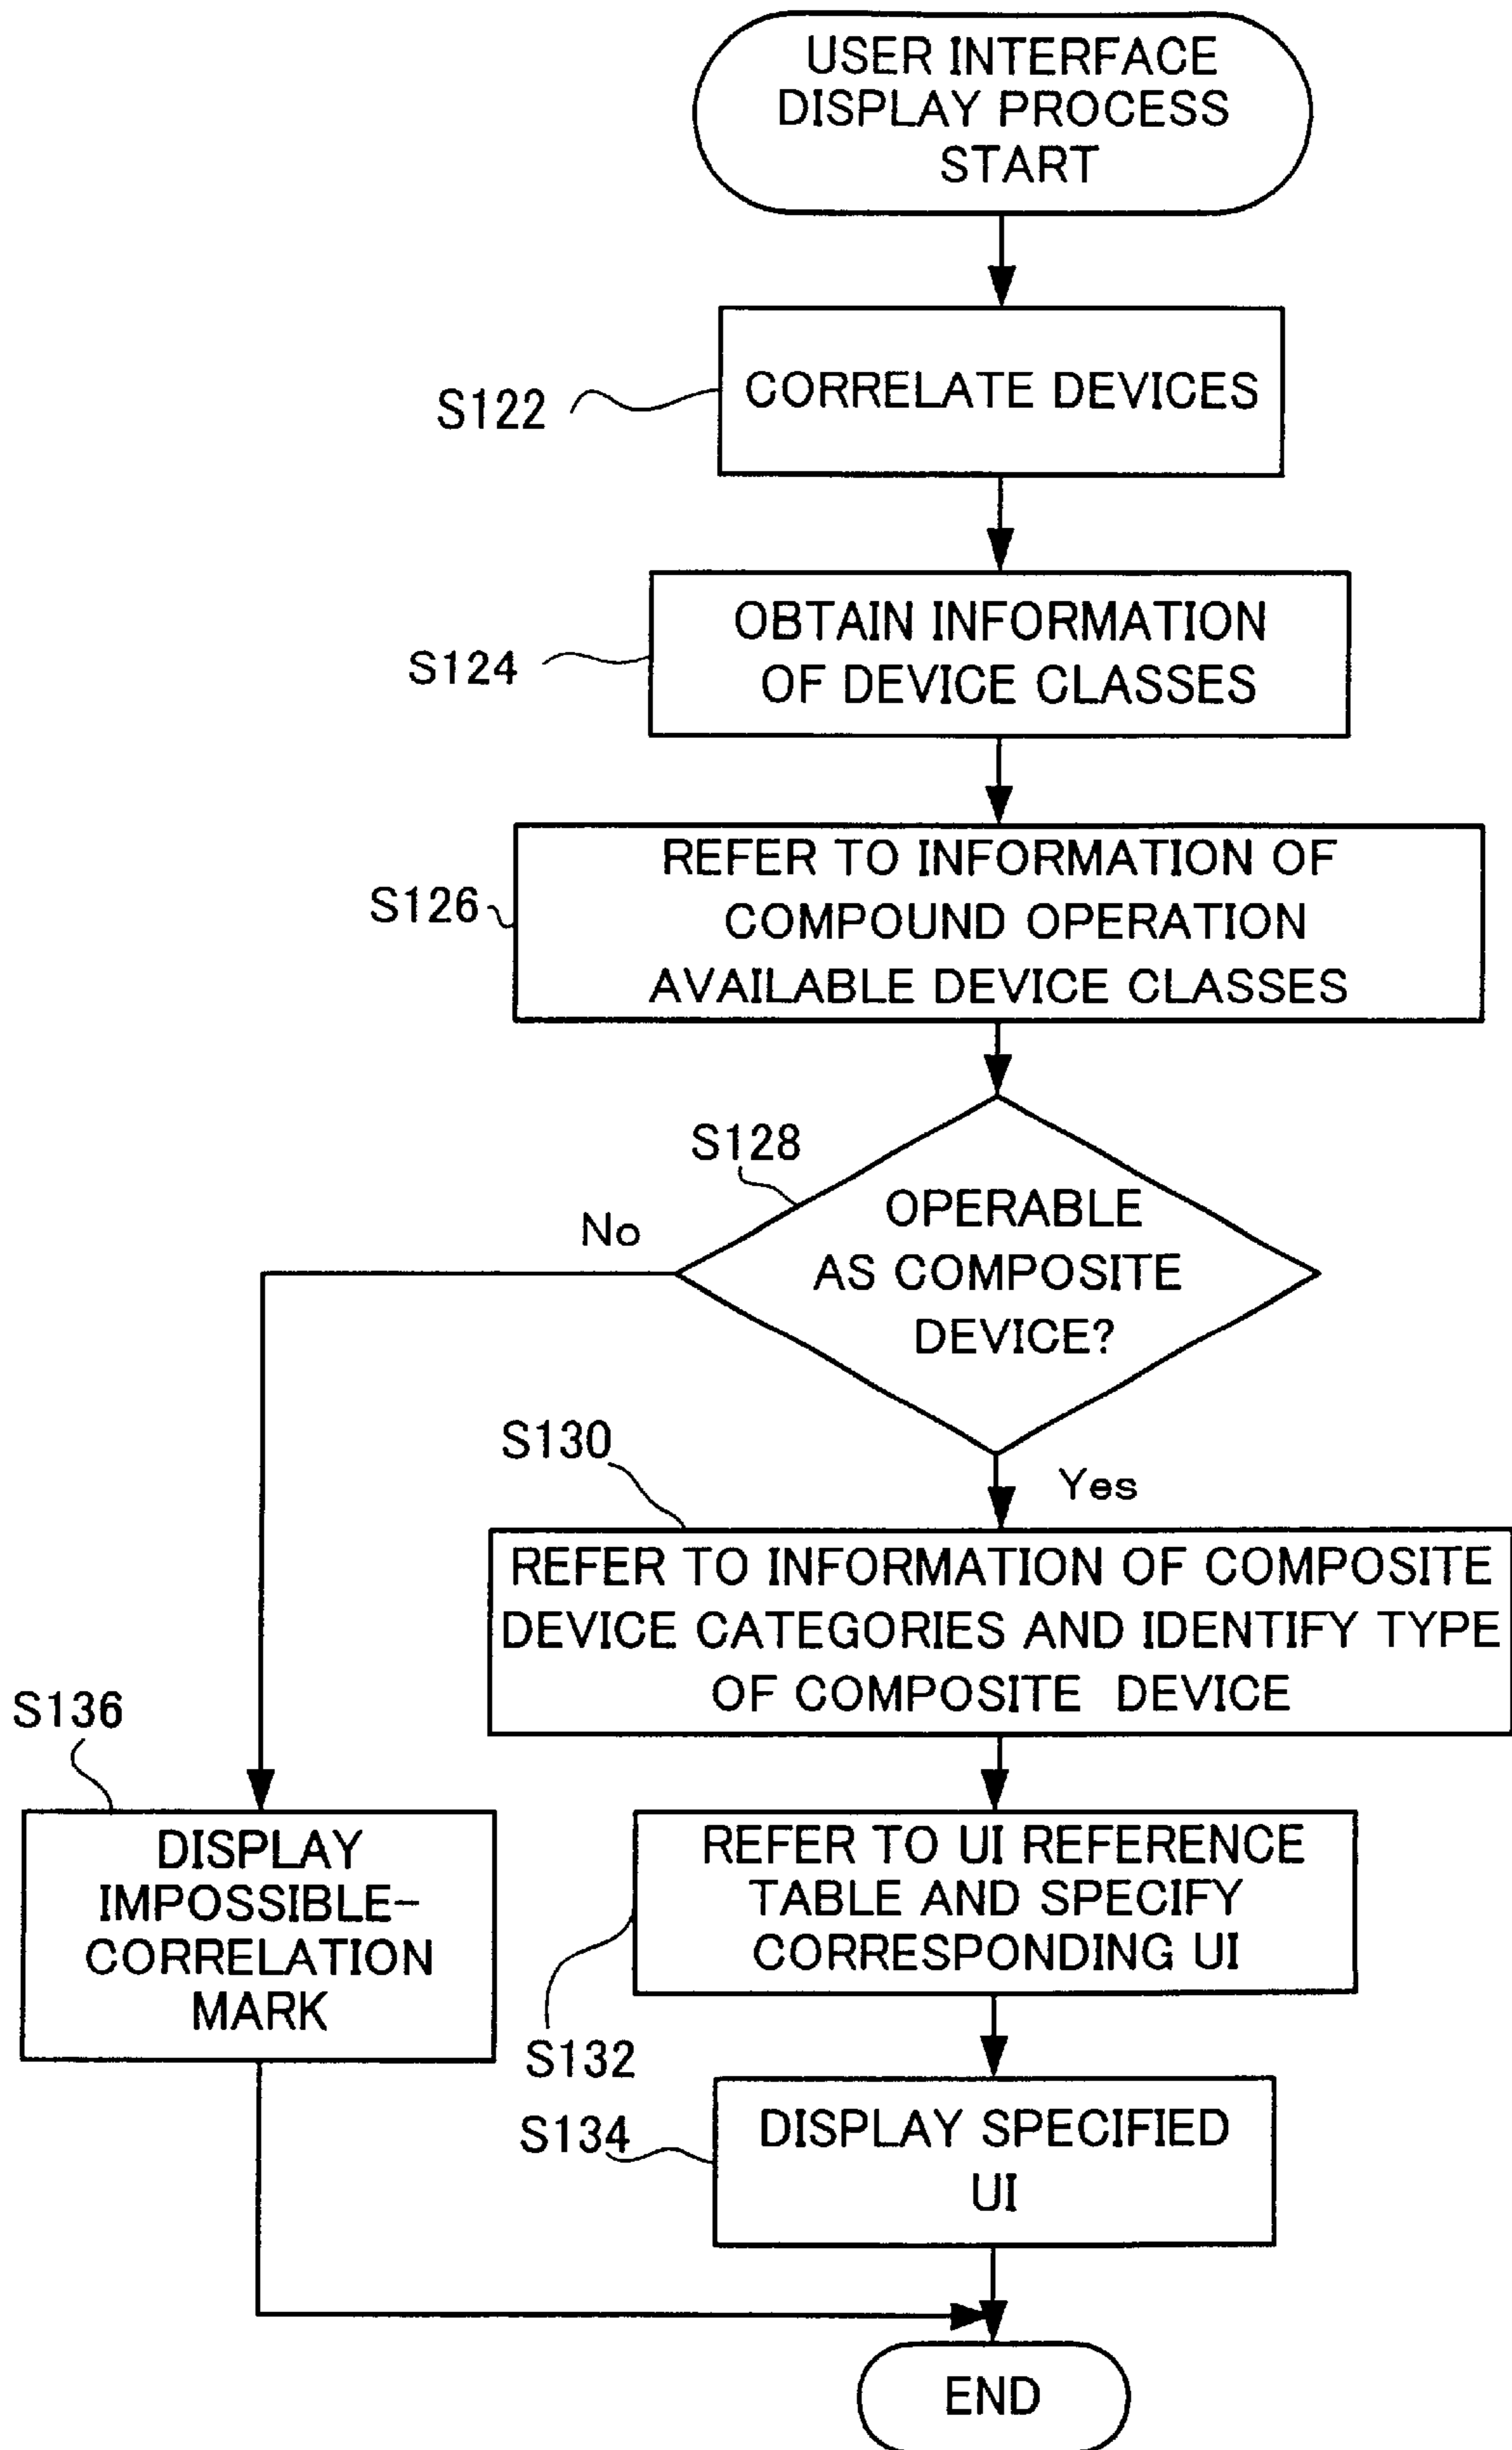 USER INTERFACE
DISPLAY PROCESS
START
S122
CORRELATE DEVICES
S124
OBTAIN INFORMATION
OF DEVICE CLASSES
S126
REFER TO INFORMATION OF
COMPOUND OPERATION
AVAILABLE DEVICE CLASSES
S128
OPERABLE
AS COMPOSITE
DEVICE?
No
Yes
S130
REFER TO INFORMATION OF COMPOSITE
DEVICE CATEGORIES AND IDENTIFY TYPE
OF COMPOSITE DEVICE
S136
DISPLAY
IMPOSSIBLE-
CORRELATION
MARK
REFER TO UI REFERENCE
TABLE AND SPECIFY
CORRESPONDING UI
S132
S134
DISPLAY SPECIFIED
UI
END